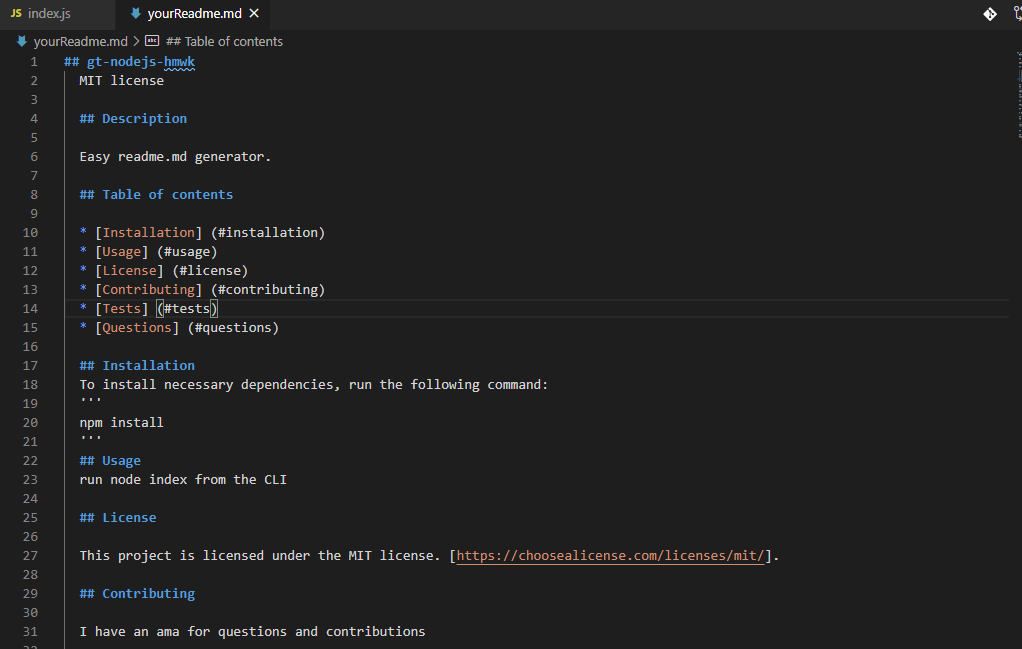 JS index.js
yourReadme.md ×
yourReadme.md > abc ## Table of contents
1 ## gt-nodejs-hmwk
2 MIT license
3
4 ## Description
5
6 Easy readme.md generator.
7
8 ## Table of contents
9
10 * [Installation] (#installation)
11 * [Usage] (#usage)
12 * [License] (#license)
13 * [Contributing] (#contributing)
14 * [Tests] (#tests)
15 * [Questions] (#questions)
16
17 ## Installation
18 To install necessary dependencies, run the following command:
19 '''
20 npm install
21 '''
22 ## Usage
23 run node index from the CLI
24
25 ## License
26
27 This project is licensed under the MIT license. [https://choosealicense.com/licenses/mit/].
28
29 ## Contributing
30
31 I have an ama for questions and contributions